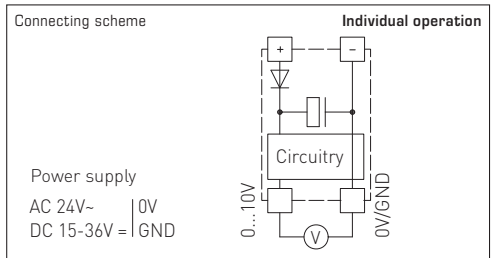 Connecting scheme
Individual operation
+ −
Circuitry
Power supply
AC 24V~ 0V
DC 15-36V = GND
0...10V
0V/GND
V